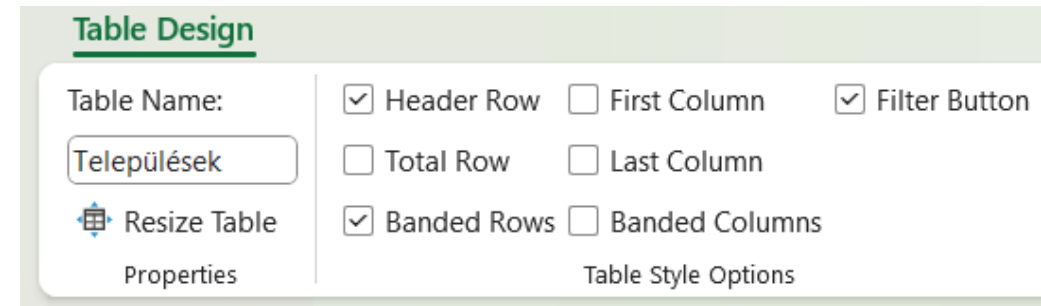 Table Design
Table Name:
Települések
Resize Table
Properties
Header Row
First Column
Filter Button
Total Row
Last Column
Banded Rows
Banded Columns
Table Style Options